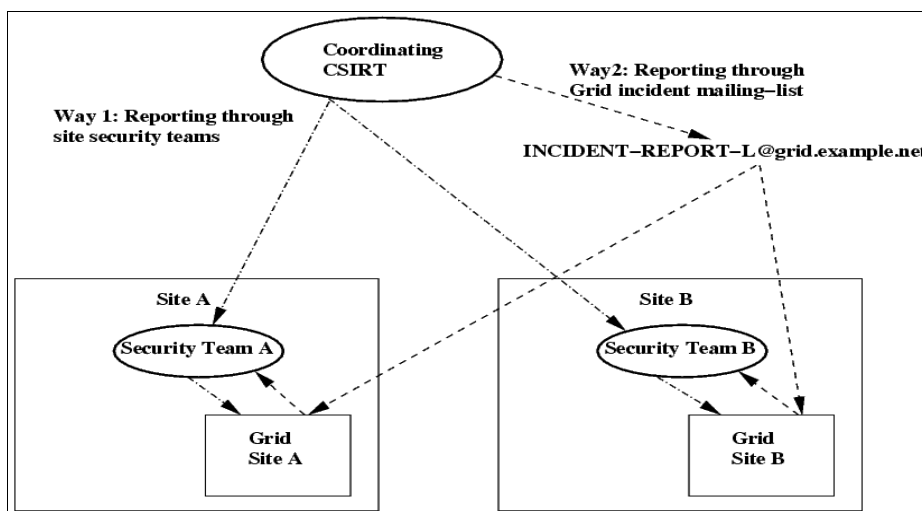 Coordinating
CSIRT
Way2: Reporting through
Grid incident mailing-list
Way 1: Reporting through
site security teams
INCIDENT-REPORT-L@grid.example.net
Site A
Site B
Security Team A
Security Team B
Grid
Site A
Grid
Site B